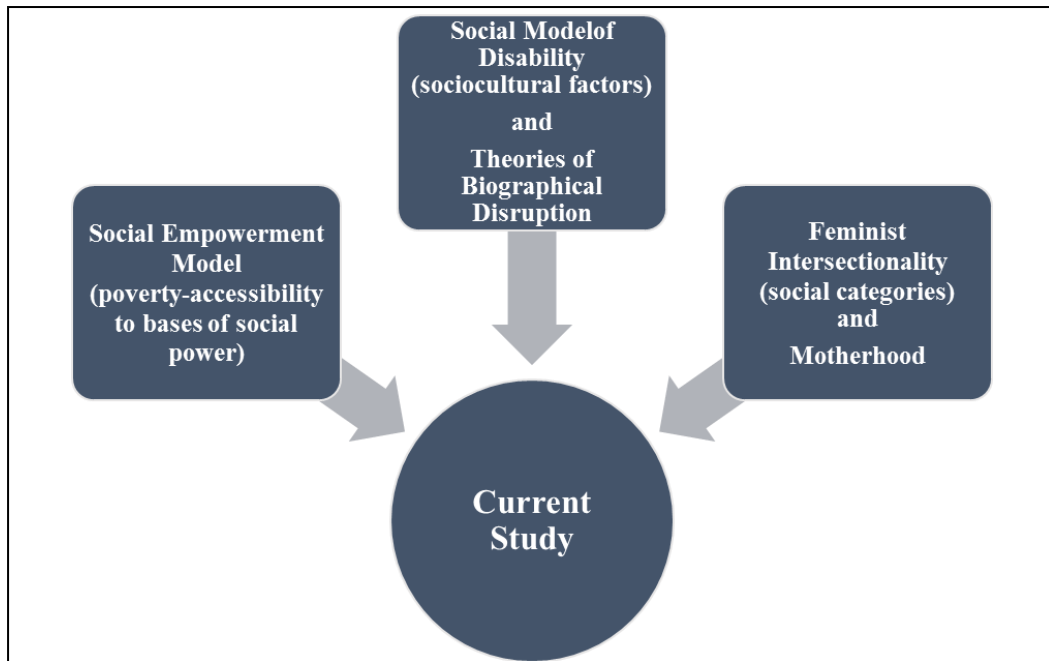 Social Modelof
Disability
(sociocultural factors)
and
Theories of
Biographical
Disruption
Social Empowerment
Model
(poverty-accessibility
to bases of social
power)
Feminist
Intersectionality
(social categories)
and
Motherhood
Current
Study